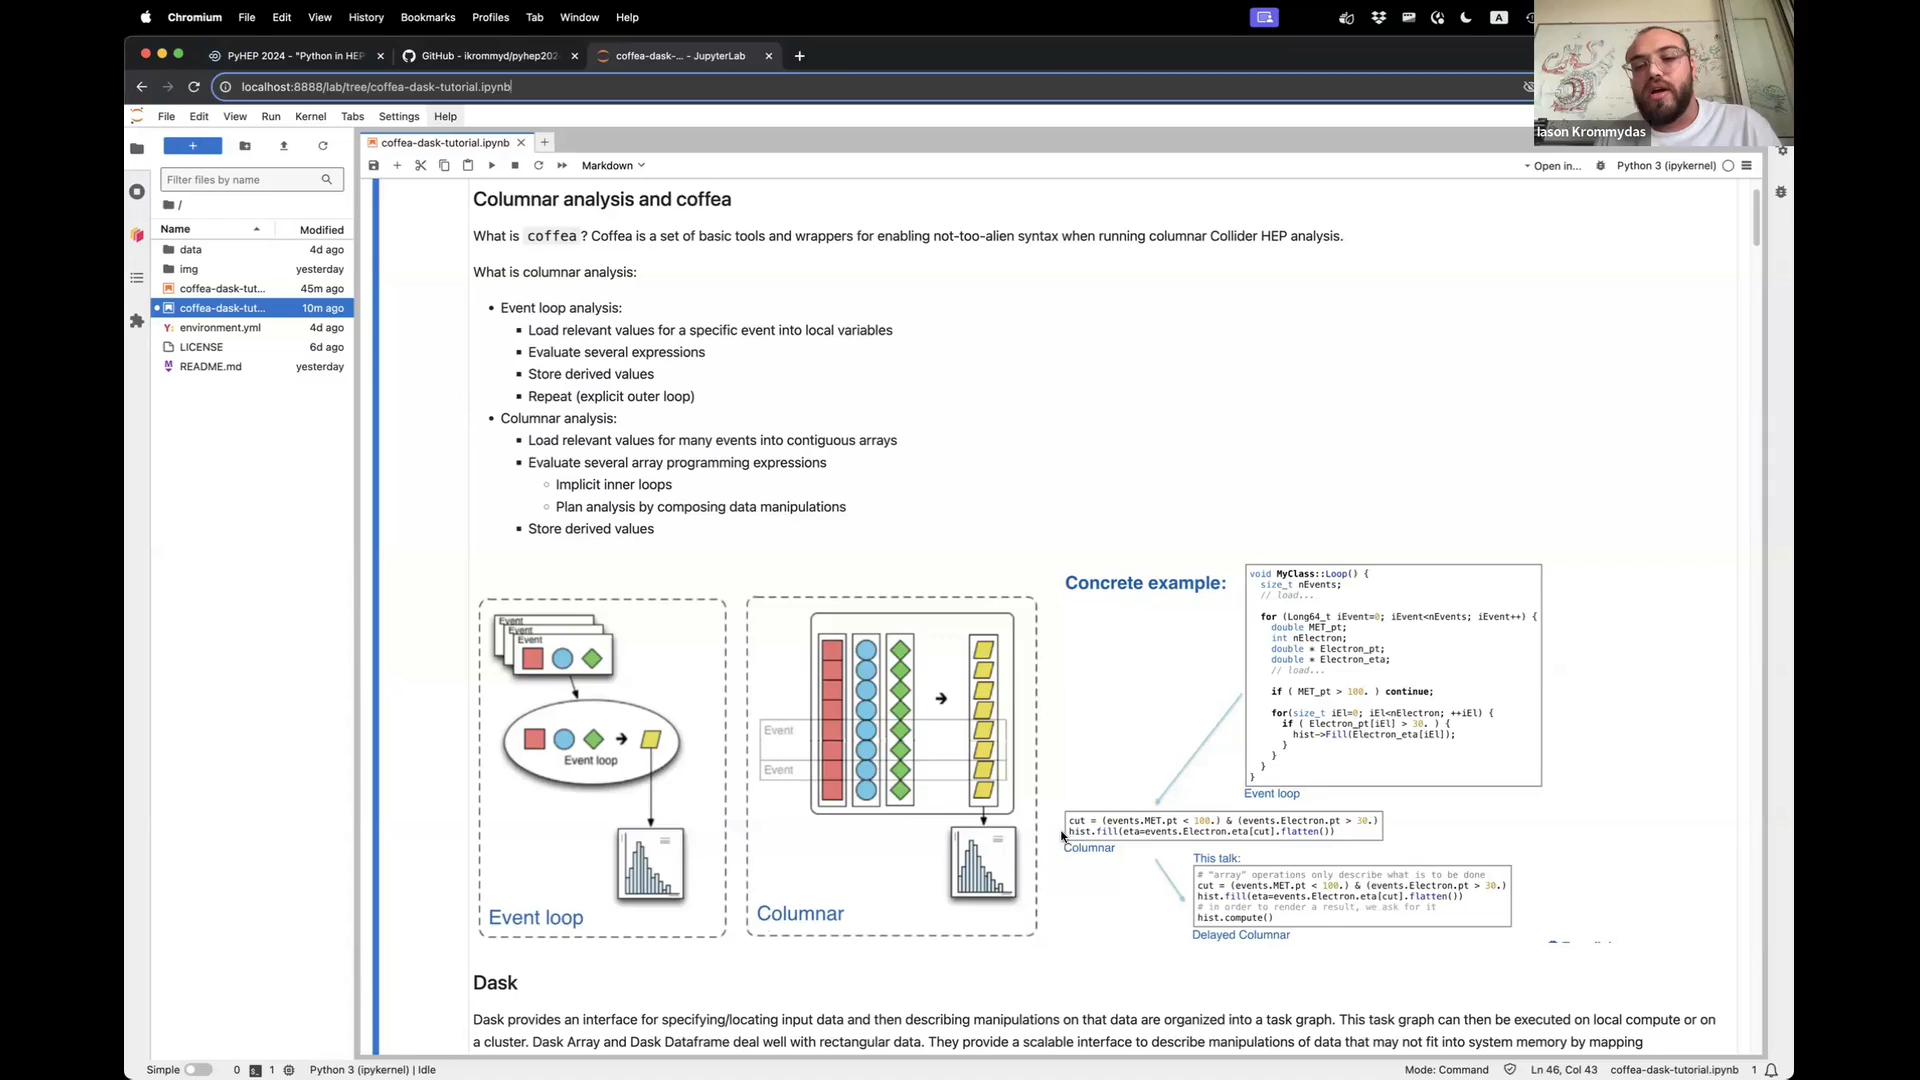 Chromium File Edit View History Bookmarks Profiles Tab Window Help
A
PyHEP 2024 - "Python in HEP
GitHub - ikrommyd/pyhep202
coffea-dask-... - JupyterLab
localhost:8888/lab/tree/coffea-dask-tutorial.ipynb
Iason Krommydas
File Edit View Run Kernel Tabs Settings Help
coffea-dask-tutorial.ipynb
Markdown
Open in...
Python 3 (ipykernel)
Filter files by name
/
Name Modified
data 4d ago
img yesterday
coffea-dask-tut... 45m ago
coffea-dask-tut... 10m ago
environment.yml 4d ago
LICENSE 6d ago
README.md yesterday
Columnar analysis and coffea
What is coffea? Coffea is a set of basic tools and wrappers for enabling not-too-alien syntax when running columnar Collider HEP analysis.
What is columnar analysis:
Event loop analysis:
Load relevant values for a specific event into local variables
Evaluate several expressions
Store derived values
Repeat (explicit outer loop)
Columnar analysis:
Load relevant values for many events into contiguous arrays
Evaluate several array programming expressions
Implicit inner loops
Plan analysis by composing data manipulations
Store derived values
Event
Event
Event
Event loop
Event loop
Event
Event
Columnar
Concrete example:
void MyClass::Loop() {
size_t nEvents;
// load...
for (Long64_t iEvent=0; iEvent<nEvents; iEvent++) {
double MET_pt;
int nElectron;
double * Electron_pt;
double * Electron_eta;
// load...
if ( MET_pt > 100. ) continue;
for(size_t iEl=0; iEl<nElectron; ++iEl) {
if ( Electron_pt[iEl] > 30. ) {
hist->Fill(Electron_eta[iEl]);
}
}
}
}
Event loop
cut = (events.MET.pt < 100.) & (events.Electron.pt > 30.)
hist.fill(eta=events.Electron.eta[cut].flatten())
Columnar
This talk:
# "array" operations only describe what is to be done
cut = (events.MET.pt < 100.) & (events.Electron.pt > 30.)
hist.fill(eta=events.Electron.eta[cut].flatten())
# in order to render a result, we ask for it
hist.compute()
Delayed Columnar
Dask
Dask provides an interface for specifying/locating input data and then describing manipulations on that data are organized into a task graph. This task graph can then be executed on local compute or on
a cluster. Dask Array and Dask Dataframe deal well with rectangular data. They provide a scalable interface to describe manipulations of data that may not fit into system memory by mapping
Simple 0 1 Python 3 (ipykernel) | Idle
Mode: Command Ln 46, Col 43 coffea-dask-tutorial.ipynb 1